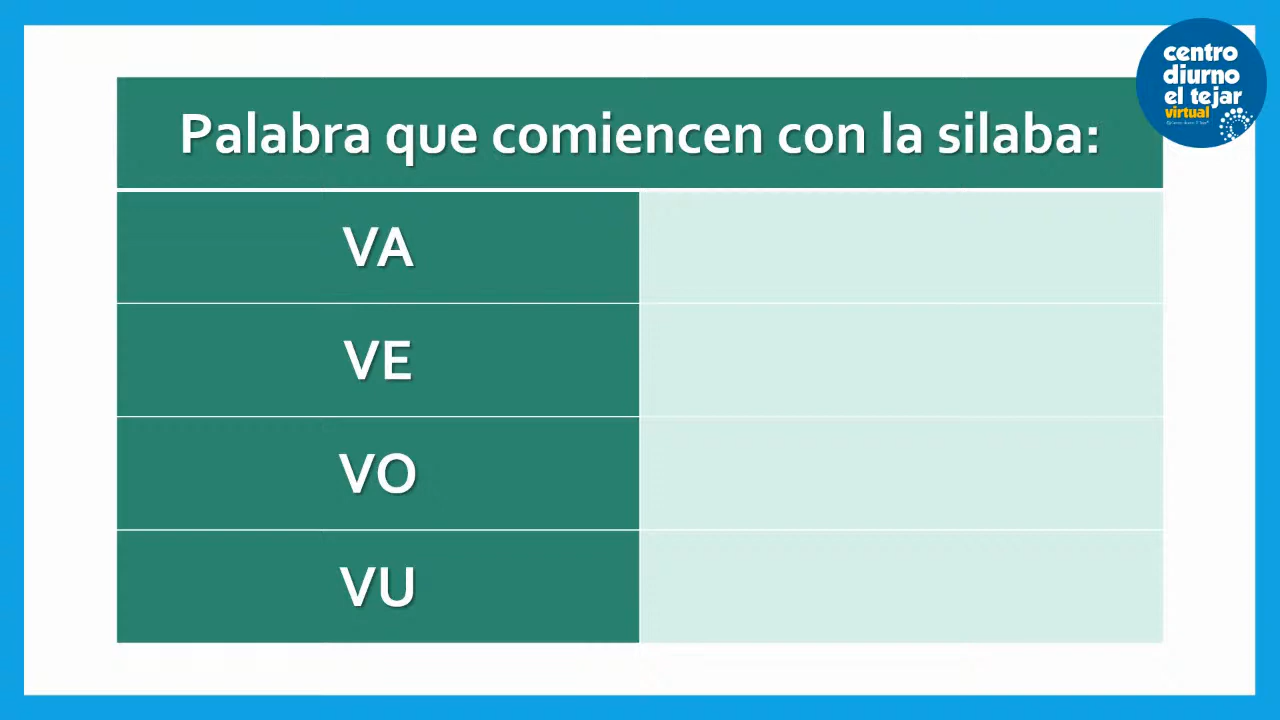 centro
diurno
el tejar
virtual
Palabra que comiencen con la silaba:
VA
VE
VO
VU